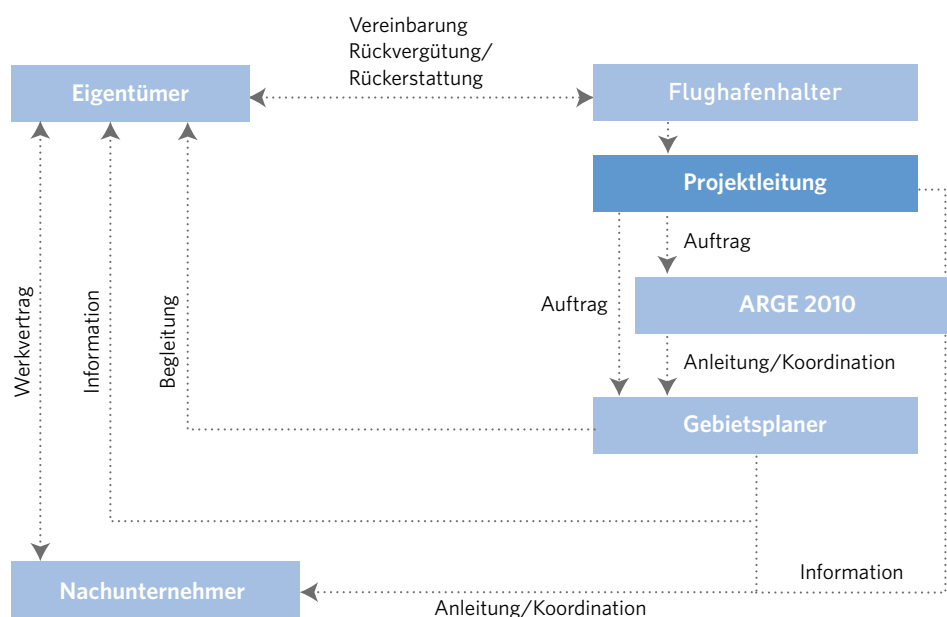 Vereinbarung
Rückvergütung/
Rückerstattung
Eigentümer
Flughafenhalter
Projektleitung
Auftrag
Auftrag
ARGE 2010
Werkvertrag
Information
Begleitung
Anleitung/Koordination
Gebietsplaner
Information
Nachunternehmer
Anleitung/Koordination